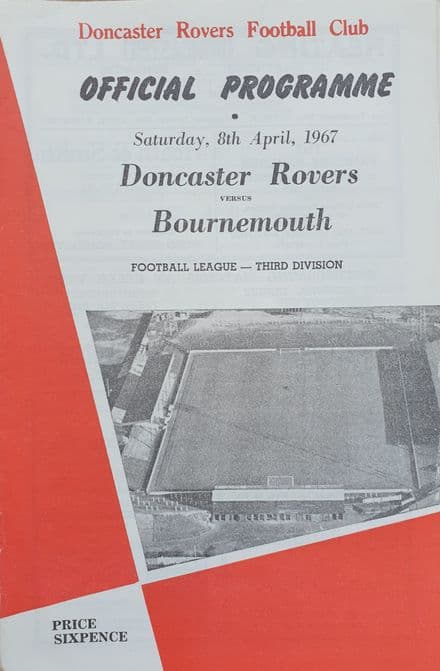 Doncaster Rovers Football Club
OFFICIAL PROGRAMME
•
Saturday, 8th April, 1967
Doncaster Rovers
VERSUS
Bournemouth
FOOTBALL LEAGUE — THIRD DIVISION
PRICE
SIXPENCE